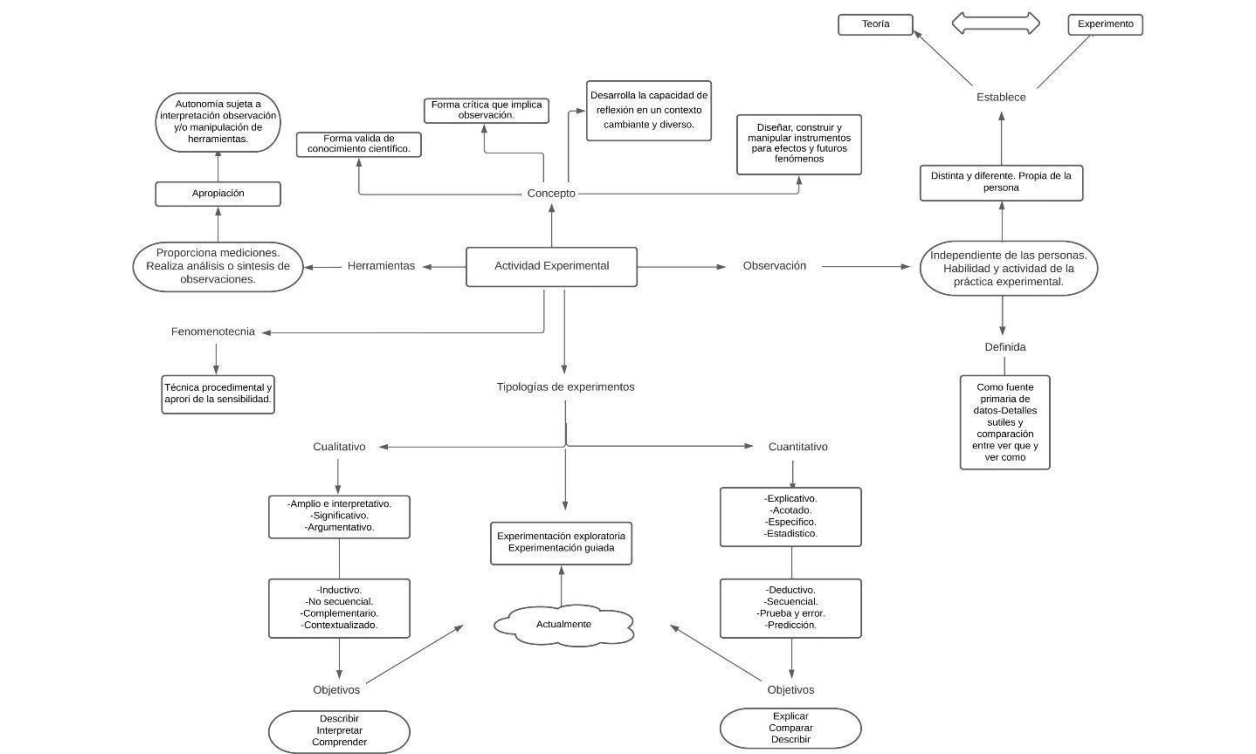 Teoría
Experimento
Establece
Autonomía sujeta a
interpretación observación
y/o manipulación de
herramientas.
Forma crítica que implica
observación.
Desarrolla la capacidad de
reflexión en un contexto
cambiante y diverso.
Forma valida de
conocimiento científico.
Diseñar, construir y
manipular instrumentos
para efectos y futuros
fenómenos
Apropiación
Concepto
Distinta y diferente. Propia de la
persona
Proporciona mediciones.
Realiza análisis o sintesis de
observaciones.
Herramientas
Actividad Experimental
Observación
Independiente de las personas.
Habilidad y actividad de la
práctica experimental.
Fenomenotecnia
Definida
Técnica procedimental y
aprori de la sensibilidad.
Tipologías de experimentos
Como fuente
primaria de
datos-Detalles
sutiles y
comparación
entre ver que y
ver como
Cualitativo
Cuantitativo
-Amplio e interpretativo.
-Significativo.
-Argumentativo.
-Explicativo.
-Acotado.
-Específico.
-Estadistico.
Experimentación exploratoria
Experimentación guiada
-Inductivo.
-No secuencial.
-Complementario.
-Contextualizado.
Actualmente
-Deductivo.
-Secuencial.
-Prueba y error.
-Predicción.
Objetivos
Objetivos
Describir
Interpretar
Comprender
Explicar
Comparar
Describir